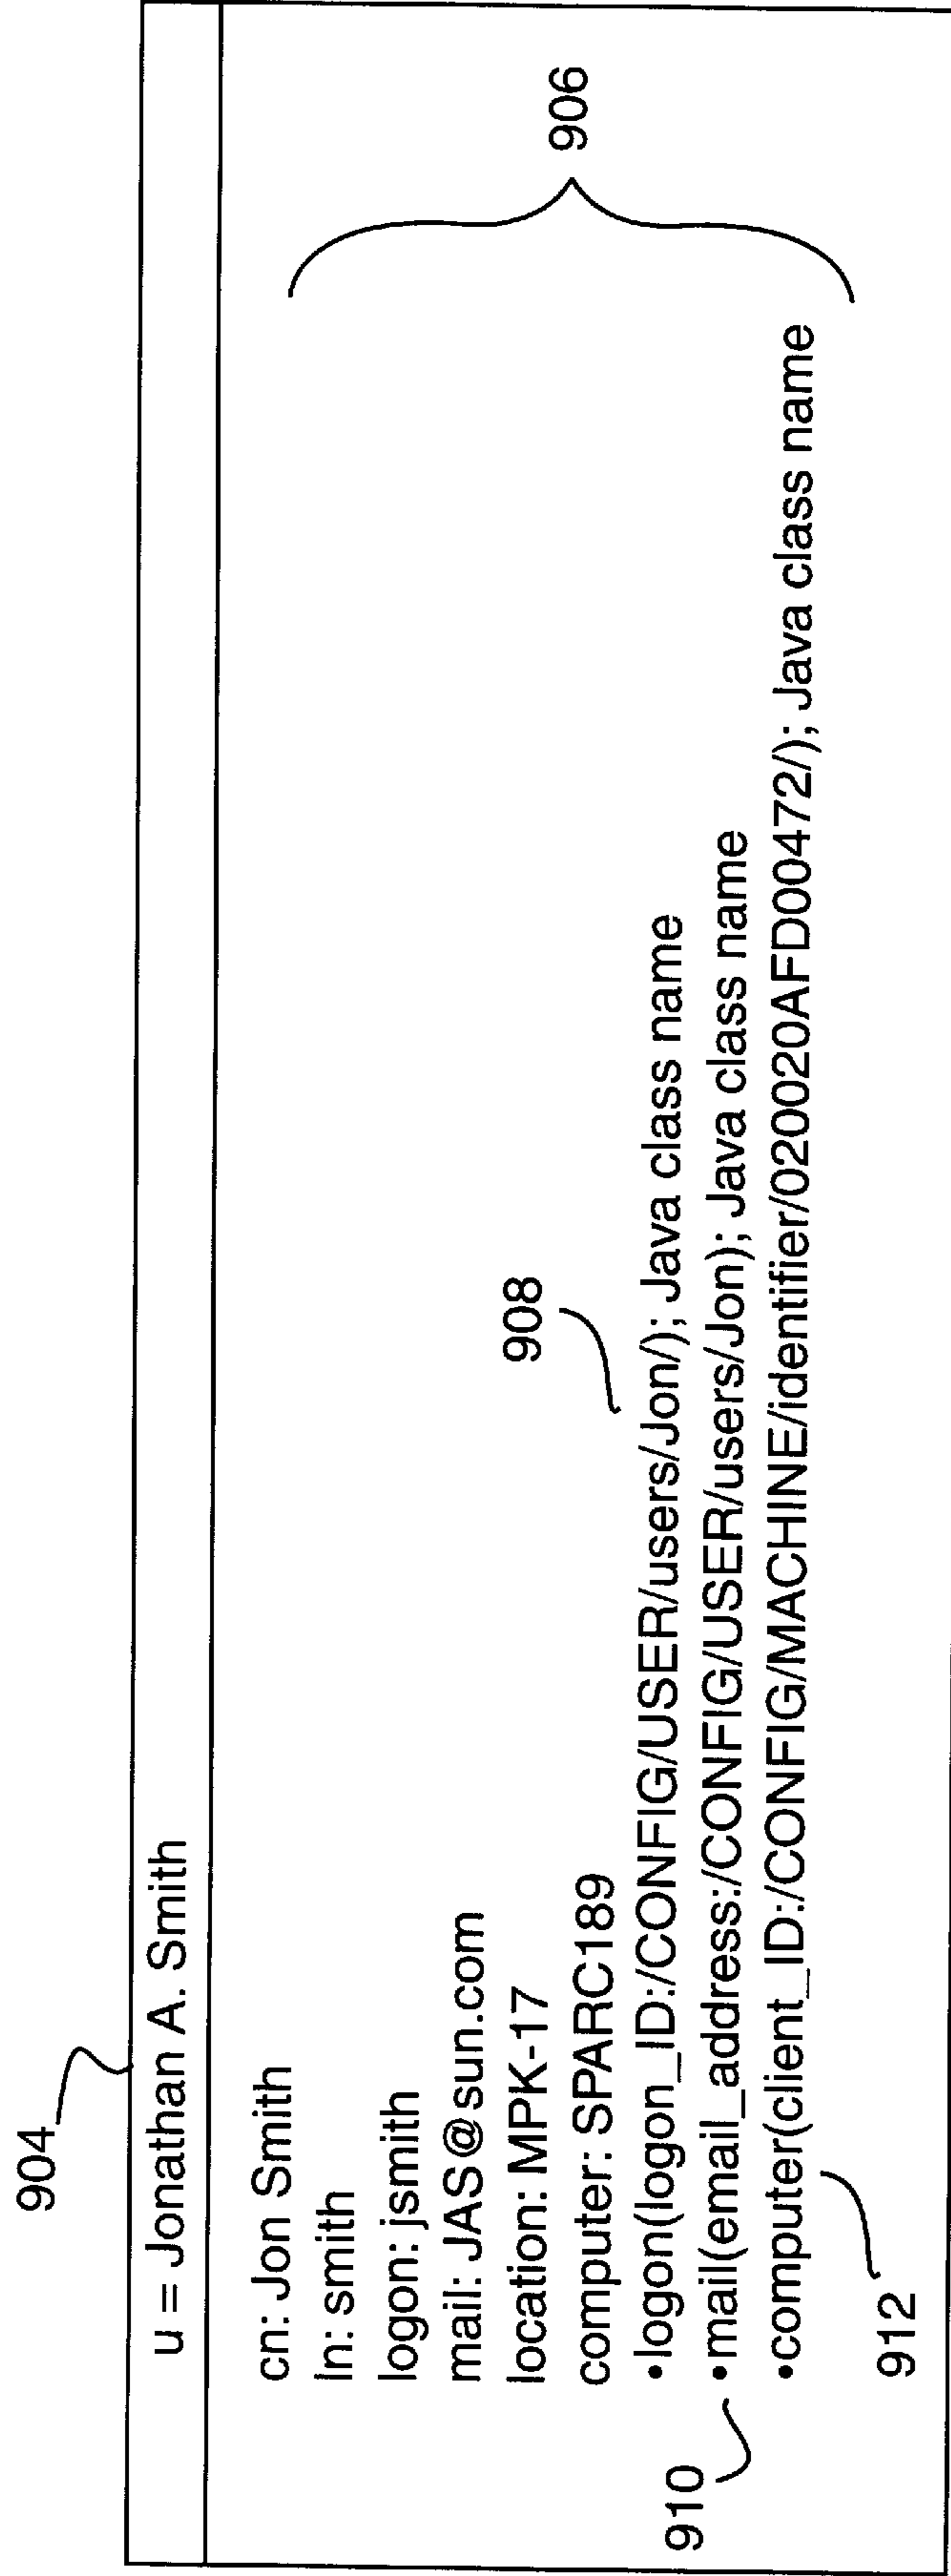 904
u = Jonathan A. Smith
cn: Jon Smith
ln: smith
logon: jsmith
mail: JAS@sun.com
location: MPK-17
computer: SPARC189
908
•logon(logon_ID:/CONFIG/USER/users/Jon/); Java class name
910
•mail(email_address:/CONFIG/USER/users/Jon); Java class name
•computer(client_ID:/CONFIG/MACHINE/identifier/020020AFD00472/); Java class name
912
906